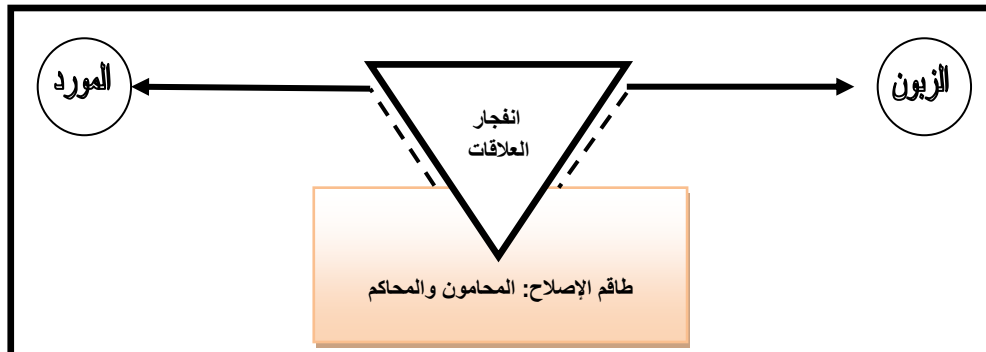 الزبون
المورد
انفجار
العلاقات
طاقم الإصلاح: المحامون والمحاكم